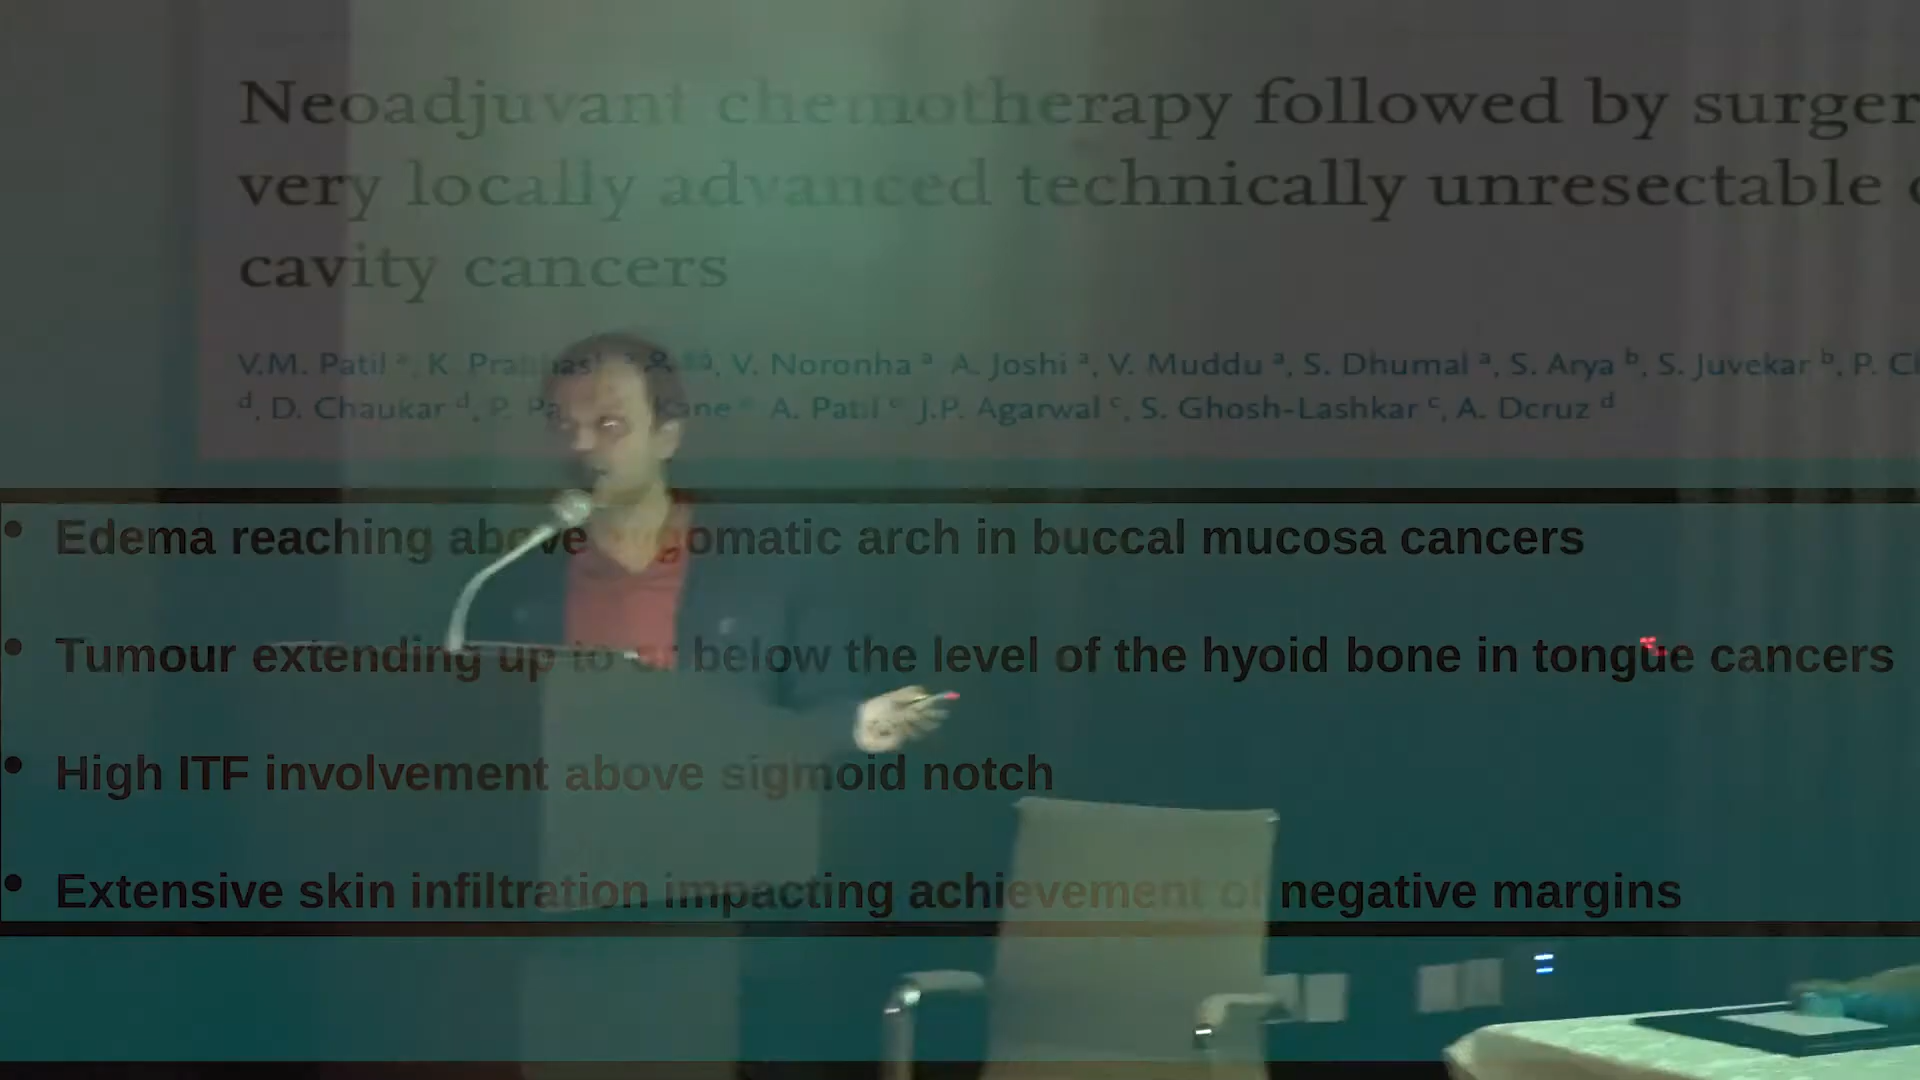 Neoadjuvant chemotherapy followed by surger
very locally advanced technically unresectable
cavity cancers
V.M. Patil ᵃ, K V. Noronha ᵃ A. Joshi ᵃ, V. Muddu ᵃ, S. Dhumal ᵃ, S. Arya ᵇ, S. Juvekar ᵇ, P.
ᵈ, D. Chaukar ᵈ, P. Kane A. Patil J.P. Agarwal ᶜ, S. Ghosh-Lashkar ᶜ, A. Dcruz ᵈ
• Edema reaching above arch in buccal mucosa cancers
• Tumour extending up to or below the level of the hyoid bone in tongue cancers
• High ITF involvement above sigmoid notch
• Extensive skin infiltration impacting achievement of negative margins